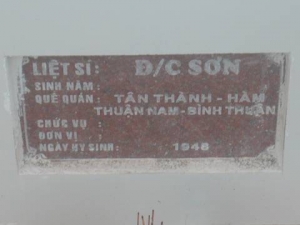 LIỆT SĨ: Đ/C SƠN
SINH NĂM:
QUÊ QUÁN: TÂN THÀNH - HÀM
THUẬN NAM - BÌNH THUẬN
CHỨC VỤ :
ĐƠN VỊ :
NGÀY HY SINH: 1948